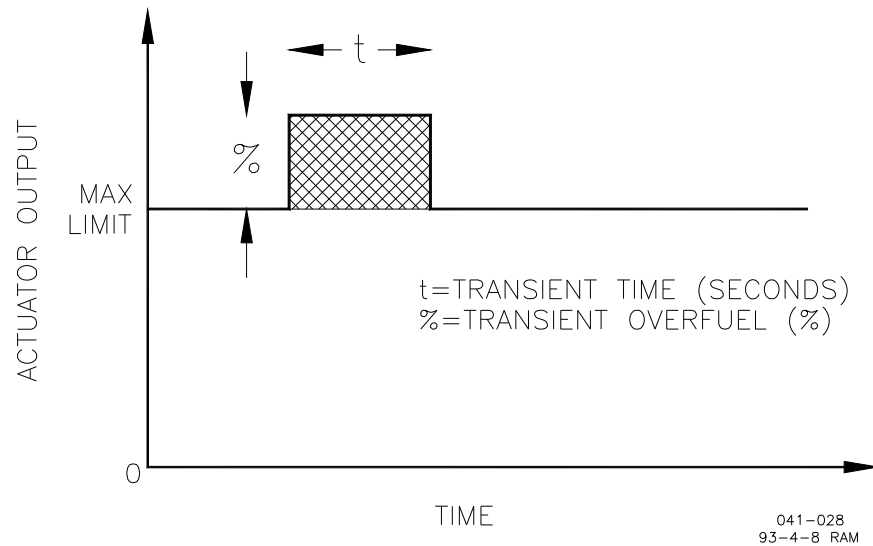 t
%
MAX
LIMIT
ACTUATOR OUTPUT
t=TRANSIENT TIME (SECONDS)
%=TRANSIENT OVERFUEL (%)
0
TIME
041-028
93-4-8 RAM